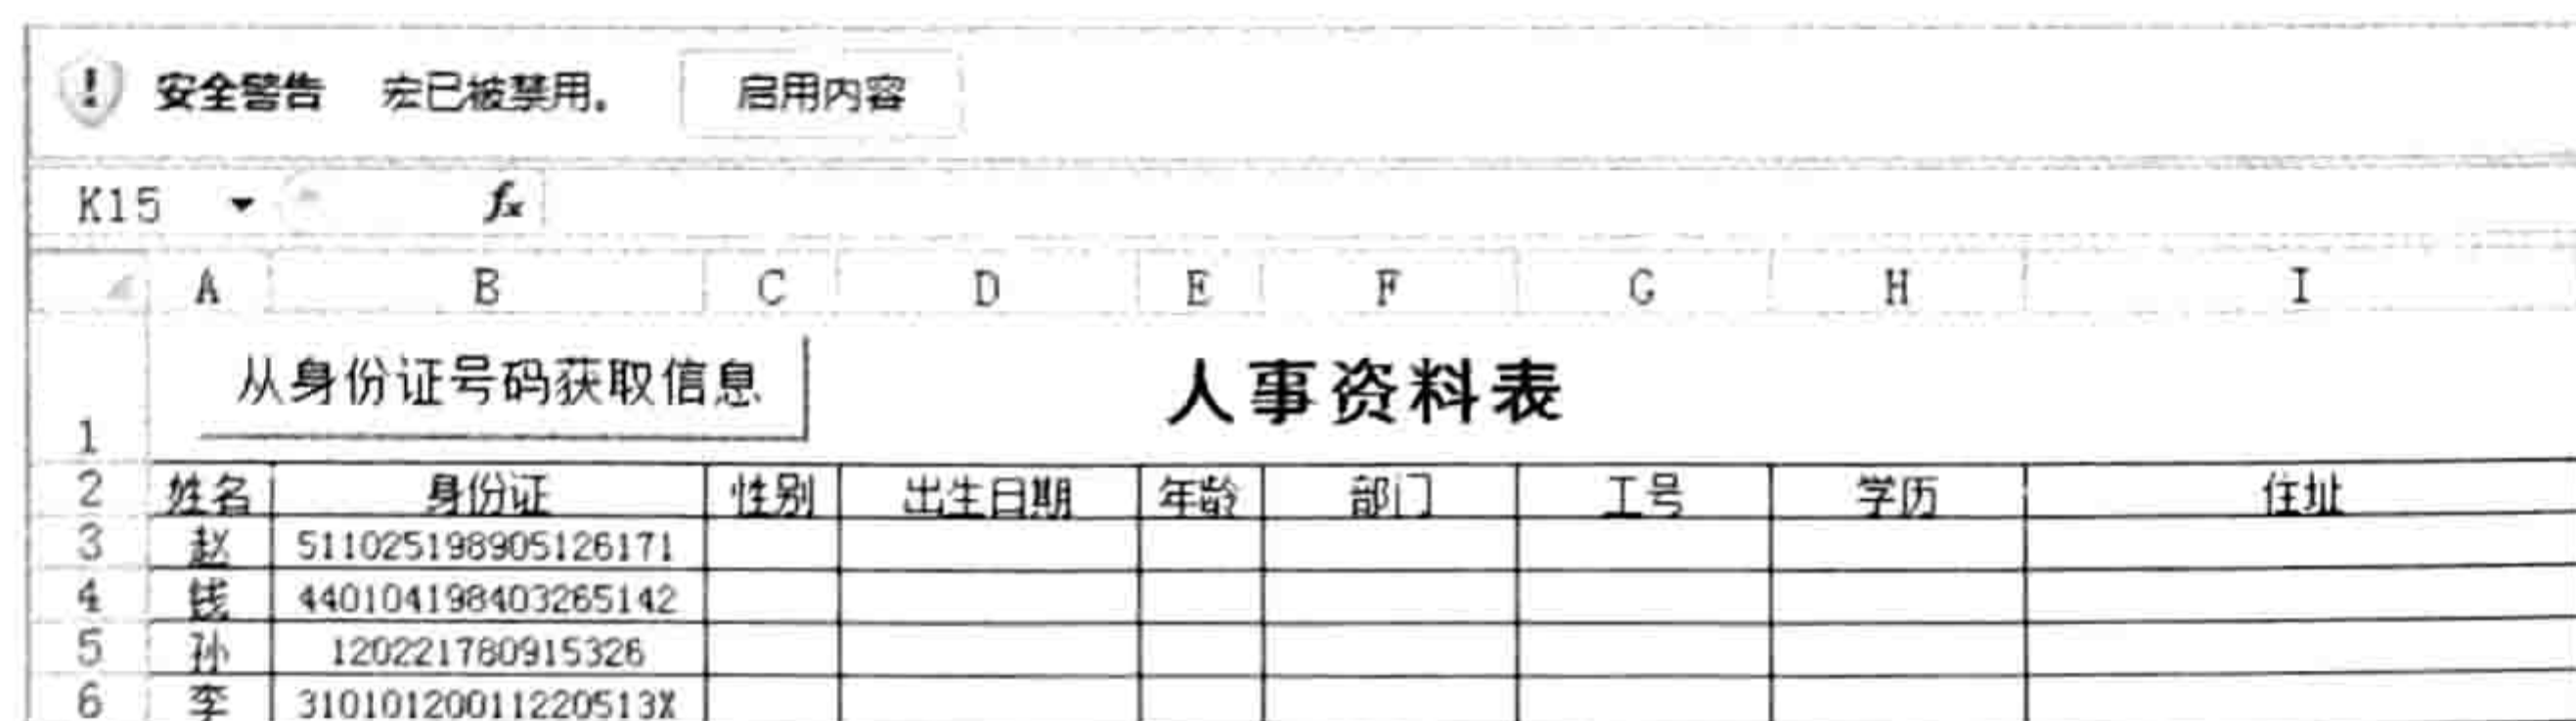 安全警告 宏已被禁用。 启用内容
K15 fx
A B C D E F G H I
从身份证号码获取信息 人事资料表
1
2 姓名 身份证 性别 出生日期 年龄 部门 工号 学历 住址
3 赵 511025198905126171
4 钱 440104198403265142
5 孙 120221780915326
6 李 31010120011220513X